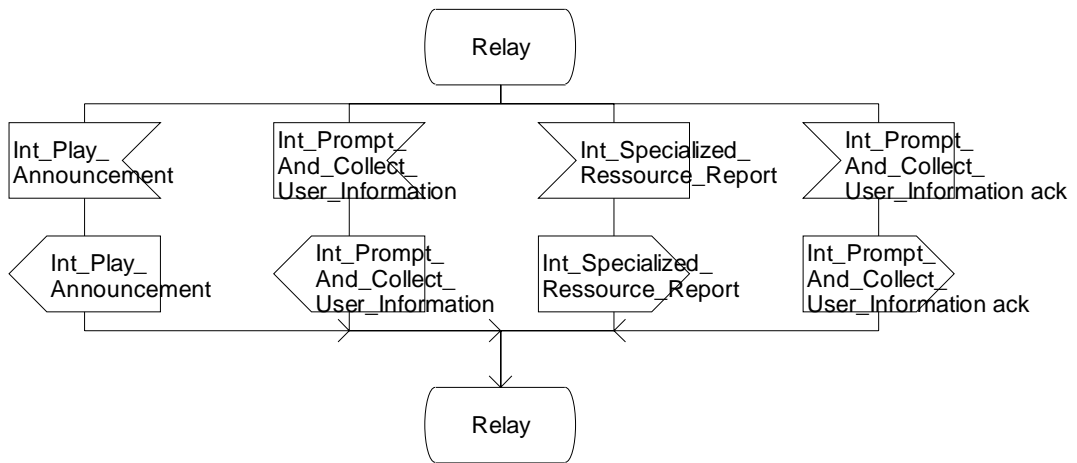 Relay
Int_Play_
Announcement
Int_Prompt_
And_Collect_
User_Information
Int_Specialized_
Ressource_Report
Int_Prompt_
And_Collect_
User_Information ack
Int_Play_
Announcement
Int_Prompt_
And_Collect_
User_Information
Int_Specialized_
Ressource_Report
Int_Prompt_
And_Collect_
User_Information ack
Relay